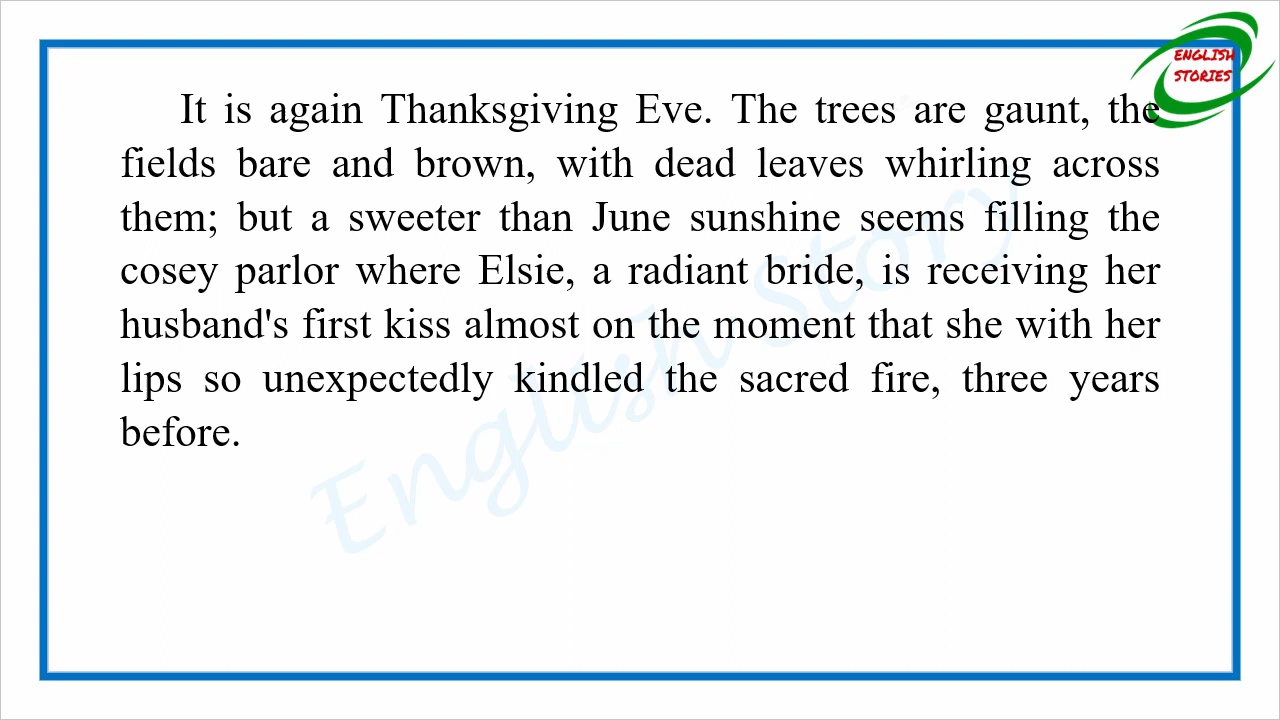 ENGLISH
STORIES
It is again Thanksgiving Eve. The trees are gaunt, the
fields bare and brown, with dead leaves whirling across
them; but a sweeter than June sunshine seems filling the
cosey parlor where Elsie, a radiant bride, is receiving her
husband's first kiss almost on the moment that she with her
lips so unexpectedly kindled the sacred fire, three years
before.
English Story